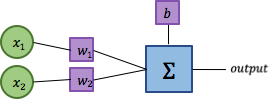 b
x₁
w₁
Σ
output
x₂
w₂